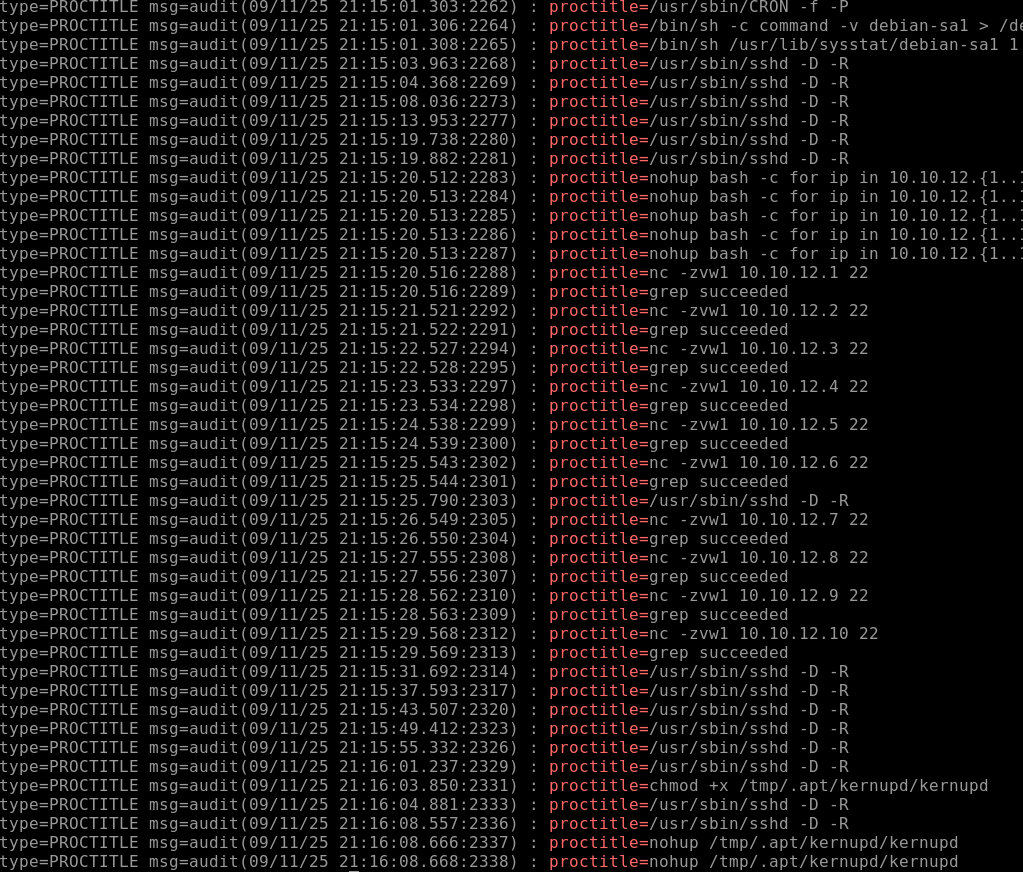 type=PROCTITLE msg=audit(09/11/25 21:15:01.303:2262) : proctitle=/usr/sbin/CRON -f -P
type=PROCTITLE msg=audit(09/11/25 21:15:01.306:2264) : proctitle=/bin/sh -c command -v debian-sa1 > /de
type=PROCTITLE msg=audit(09/11/25 21:15:01.308:2265) : proctitle=/bin/sh /usr/lib/sysstat/debian-sa1 1
type=PROCTITLE msg=audit(09/11/25 21:15:03.963:2268) : proctitle=/usr/sbin/sshd -D -R
type=PROCTITLE msg=audit(09/11/25 21:15:04.368:2269) : proctitle=/usr/sbin/sshd -D -R
type=PROCTITLE msg=audit(09/11/25 21:15:08.036:2273) : proctitle=/usr/sbin/sshd -D -R
type=PROCTITLE msg=audit(09/11/25 21:15:13.953:2277) : proctitle=/usr/sbin/sshd -D -R
type=PROCTITLE msg=audit(09/11/25 21:15:19.738:2280) : proctitle=/usr/sbin/sshd -D -R
type=PROCTITLE msg=audit(09/11/25 21:15:19.882:2281) : proctitle=/usr/sbin/sshd -D -R
type=PROCTITLE msg=audit(09/11/25 21:15:20.512:2283) : proctitle=nohup bash -c for ip in 10.10.12.{1..1
type=PROCTITLE msg=audit(09/11/25 21:15:20.513:2284) : proctitle=nohup bash -c for ip in 10.10.12.{1..1
type=PROCTITLE msg=audit(09/11/25 21:15:20.513:2285) : proctitle=nohup bash -c for ip in 10.10.12.{1..1
type=PROCTITLE msg=audit(09/11/25 21:15:20.513:2286) : proctitle=nohup bash -c for ip in 10.10.12.{1..1
type=PROCTITLE msg=audit(09/11/25 21:15:20.513:2287) : proctitle=nohup bash -c for ip in 10.10.12.{1..1
type=PROCTITLE msg=audit(09/11/25 21:15:20.516:2288) : proctitle=nc -zvw1 10.10.12.1 22
type=PROCTITLE msg=audit(09/11/25 21:15:20.516:2289) : proctitle=grep succeeded
type=PROCTITLE msg=audit(09/11/25 21:15:21.521:2292) : proctitle=nc -zvw1 10.10.12.2 22
type=PROCTITLE msg=audit(09/11/25 21:15:21.522:2291) : proctitle=grep succeeded
type=PROCTITLE msg=audit(09/11/25 21:15:22.527:2294) : proctitle=nc -zvw1 10.10.12.3 22
type=PROCTITLE msg=audit(09/11/25 21:15:22.528:2295) : proctitle=grep succeeded
type=PROCTITLE msg=audit(09/11/25 21:15:23.533:2297) : proctitle=nc -zvw1 10.10.12.4 22
type=PROCTITLE msg=audit(09/11/25 21:15:23.534:2298) : proctitle=grep succeeded
type=PROCTITLE msg=audit(09/11/25 21:15:24.538:2299) : proctitle=nc -zvw1 10.10.12.5 22
type=PROCTITLE msg=audit(09/11/25 21:15:24.539:2300) : proctitle=grep succeeded
type=PROCTITLE msg=audit(09/11/25 21:15:25.543:2302) : proctitle=nc -zvw1 10.10.12.6 22
type=PROCTITLE msg=audit(09/11/25 21:15:25.544:2301) : proctitle=grep succeeded
type=PROCTITLE msg=audit(09/11/25 21:15:25.790:2303) : proctitle=/usr/sbin/sshd -D -R
type=PROCTITLE msg=audit(09/11/25 21:15:26.549:2305) : proctitle=nc -zvw1 10.10.12.7 22
type=PROCTITLE msg=audit(09/11/25 21:15:26.550:2304) : proctitle=grep succeeded
type=PROCTITLE msg=audit(09/11/25 21:15:27.555:2308) : proctitle=nc -zvw1 10.10.12.8 22
type=PROCTITLE msg=audit(09/11/25 21:15:27.556:2307) : proctitle=grep succeeded
type=PROCTITLE msg=audit(09/11/25 21:15:28.562:2310) : proctitle=nc -zvw1 10.10.12.9 22
type=PROCTITLE msg=audit(09/11/25 21:15:28.563:2309) : proctitle=grep succeeded
type=PROCTITLE msg=audit(09/11/25 21:15:29.568:2312) : proctitle=nc -zvw1 10.10.12.10 22
type=PROCTITLE msg=audit(09/11/25 21:15:29.569:2313) : proctitle=grep succeeded
type=PROCTITLE msg=audit(09/11/25 21:15:31.692:2314) : proctitle=/usr/sbin/sshd -D -R
type=PROCTITLE msg=audit(09/11/25 21:15:37.593:2317) : proctitle=/usr/sbin/sshd -D -R
type=PROCTITLE msg=audit(09/11/25 21:15:43.507:2320) : proctitle=/usr/sbin/sshd -D -R
type=PROCTITLE msg=audit(09/11/25 21:15:49.412:2323) : proctitle=/usr/sbin/sshd -D -R
type=PROCTITLE msg=audit(09/11/25 21:15:55.332:2326) : proctitle=/usr/sbin/sshd -D -R
type=PROCTITLE msg=audit(09/11/25 21:16:01.237:2329) : proctitle=/usr/sbin/sshd -D -R
type=PROCTITLE msg=audit(09/11/25 21:16:03.850:2331) : proctitle=chmod +x /tmp/.apt/kernupd/kernupd
type=PROCTITLE msg=audit(09/11/25 21:16:04.881:2333) : proctitle=/usr/sbin/sshd -D -R
type=PROCTITLE msg=audit(09/11/25 21:16:08.557:2336) : proctitle=/usr/sbin/sshd -D -R
type=PROCTITLE msg=audit(09/11/25 21:16:08.666:2337) : proctitle=nohup /tmp/.apt/kernupd/kernupd
type=PROCTITLE msg=audit(09/11/25 21:16:08.668:2338) : proctitle=nohup /tmp/.apt/kernupd/kernupd